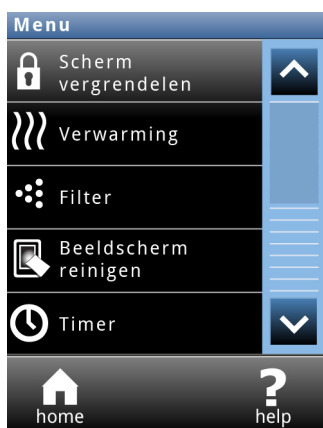 Menu
Scherm
vergrendelen
Verwarming
Filter
Beeldscherm
reinigen
Timer
?
home
help